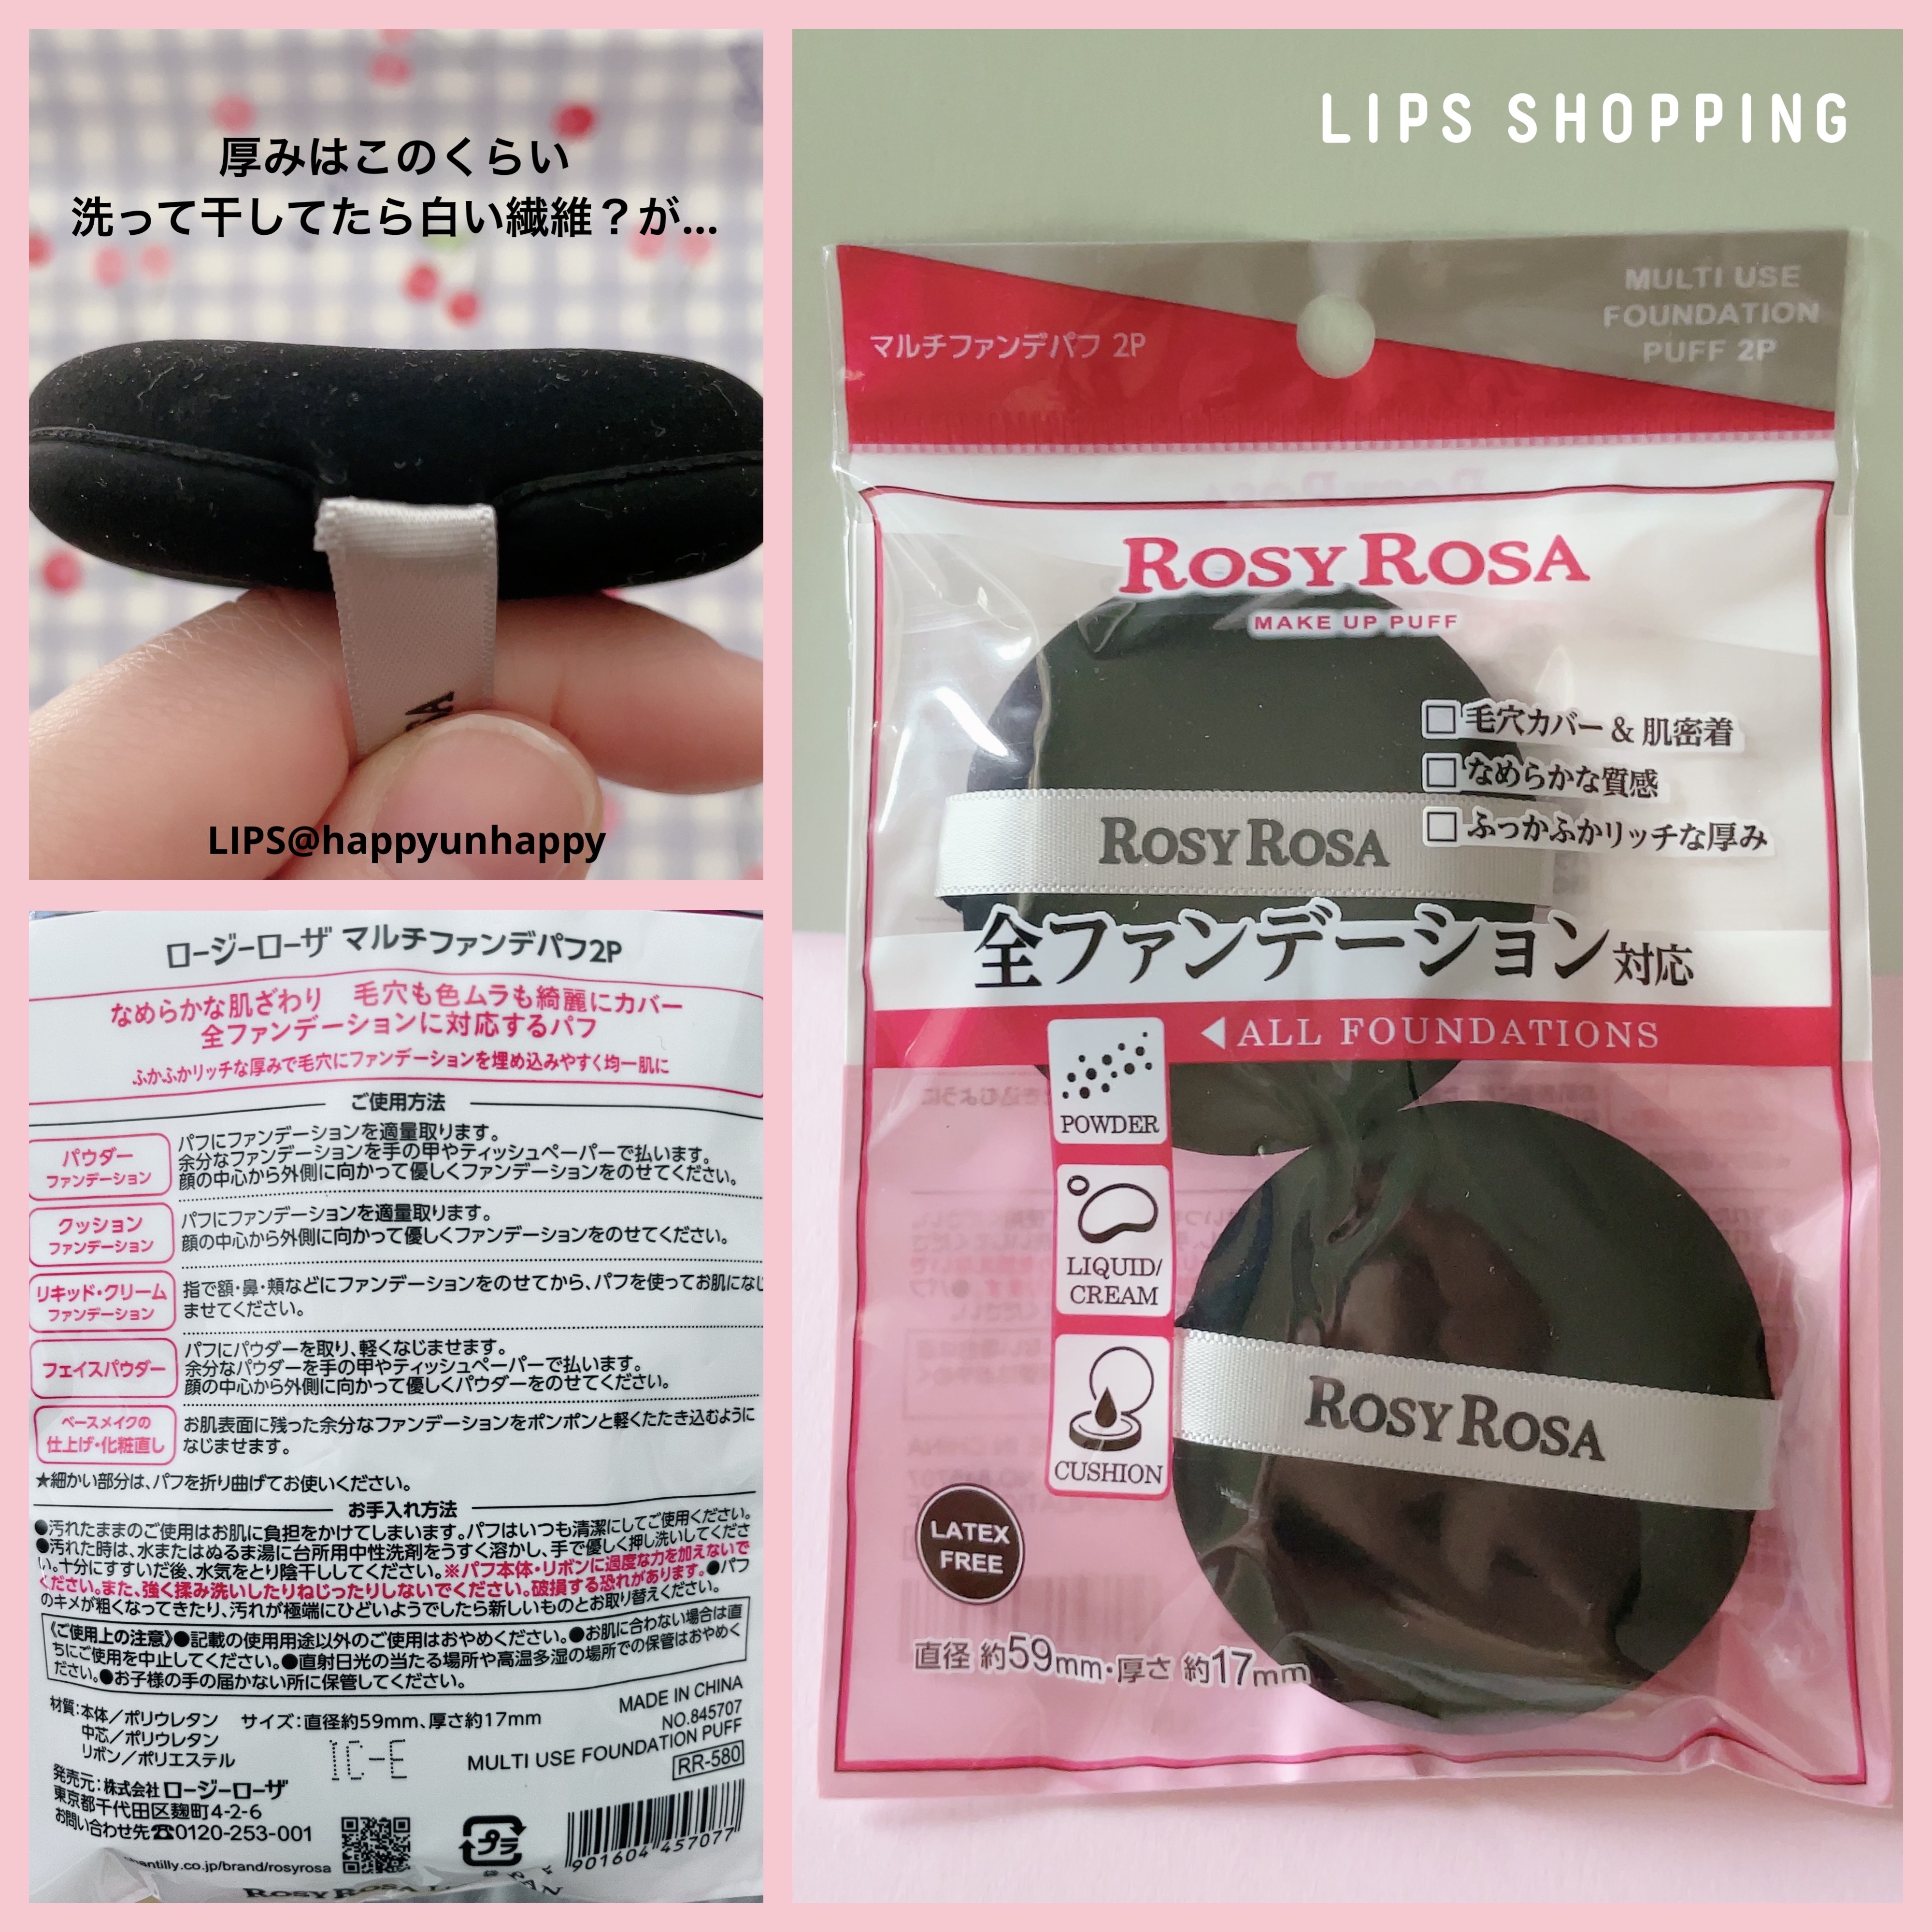 厚みはこのくらい
洗って干してたら白い繊維？が...
LIPS@happyunhappy
ロージーローザ マルチファンデパフ2P
なめらかな肌ざわり　毛穴も色ムラも綺麗にカバー
全ファンデーションに対応するパフ
ふかふかリッチな厚みで毛穴にファンデーションを埋め込みやすく均一肌に
ご使用方法
パウダー
ファンデーション
パフにファンデーションを適量取ります。
余分なファンデーションを手の甲やティッシュペーパーで払います。
顔の中心から外側に向かって優しくファンデーションをのせてください。
クッション
ファンデーション
パフにファンデーションを適量取ります。
顔の中心から外側に向かって優しくファンデーションをのせてください。
リキッド・クリーム
ファンデーション
指で額・鼻・頬などにファンデーションをのせてから、パフを使ってお肌になじ
ませてください。
フェイスパウダー
パフにパウダーを取り、軽くなじませます。
余分なパウダーを手の甲やティッシュペーパーで払います。
顔の中心から外側に向かって優しくパウダーをのせてください。
ベースメイクの
仕上げ・化粧直し
お肌表面に残った余分なファンデーションをポンポンと軽くたたき込むように
なじませます。
★細かい部分は、パフを折り曲げてお使いください。
お手入れ方法
●汚れたままのご使用はお肌に負担をかけてしまいます。パフはいつも清潔にしてご使用ください。
●汚れた時は、水またはぬるま湯に台所用中性洗剤をうすく溶かし、手で優しく押し洗いしてくださ
い。十分にすすいだ後、水気をとり陰干ししてください。※パフ本体・リボンに過度な力を加えないで
ください。また、強く揉み洗いしたりねじったりしないでください。破損する恐れがあります。●パフ
のキメが粗くなってきたり、汚れが極端にひどいようでしたら新しいものとお取り替えください。
《ご使用上の注意》●記載の使用用途以外のご使用はおやめください。●お肌に合わない場合は直
ちにご使用を中止してください。●直射日光の当たる場所や高温多湿の場所での保管はおやめく
ださい。●お子様の手の届かない所に保管してください。
材質：本体／ポリウレタン
中芯／ポリウレタン
リボン／ポリエステル
サイズ：直径約59mm、厚さ約17mm
MADE IN CHINA
NO.845707
MULTI USE FOUNDATION PUFF
RR-580
IC-E
発売元：株式会社 ロージーローザ
東京都千代田区麹町4-2-6
お問い合わせ先☎0120-253-001
antilly.co.jp/brand/rosyrosa
プラ
901604 457077
ROSY ROSA
LIPS SHOPPING
マルチファンデパフ 2P
MULTI USE
FOUNDATION
PUFF 2P
ROSY ROSA
MAKE UP PUFF
□毛穴カバー & 肌密着
□なめらかな質感
□ふっかふかリッチな厚み
ROSY ROSA
全ファンデーション対応
◀ALL FOUNDATIONS
POWDER
LIQUID/
CREAM
CUSHION
ROSY ROSA
LATEX
FREE
直径 約59mm・厚さ 約17mm